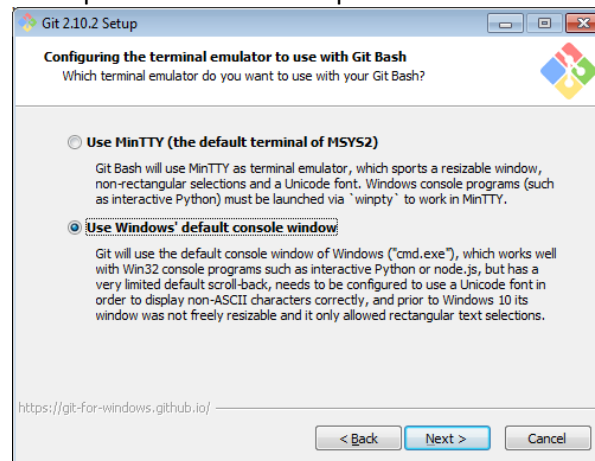 Git 2.10.2 Setup
Configuring the terminal emulator to use with Git Bash
Which terminal emulator do you want to use with your Git Bash?
Use MinTTY (the default terminal of MSYS2)
Git Bash will use MinTTY as terminal emulator, which sports a resizable window,
non-rectangular selections and a Unicode font. Windows console programs (such
as interactive Python) must be launched via `winpty` to work in MinTTY.
Use Windows' default console window
Git will use the default console window of Windows ("cmd.exe"), which works well
with Win32 console programs such as interactive Python or node.js, but has a
very limited default scroll-back, needs to be configured to use a Unicode font in
order to display non-ASCII characters correctly, and prior to Windows 10 its
window was not freely resizable and it only allowed rectangular text selections.
https://git-for-windows.github.io/
< Back Next > Cancel